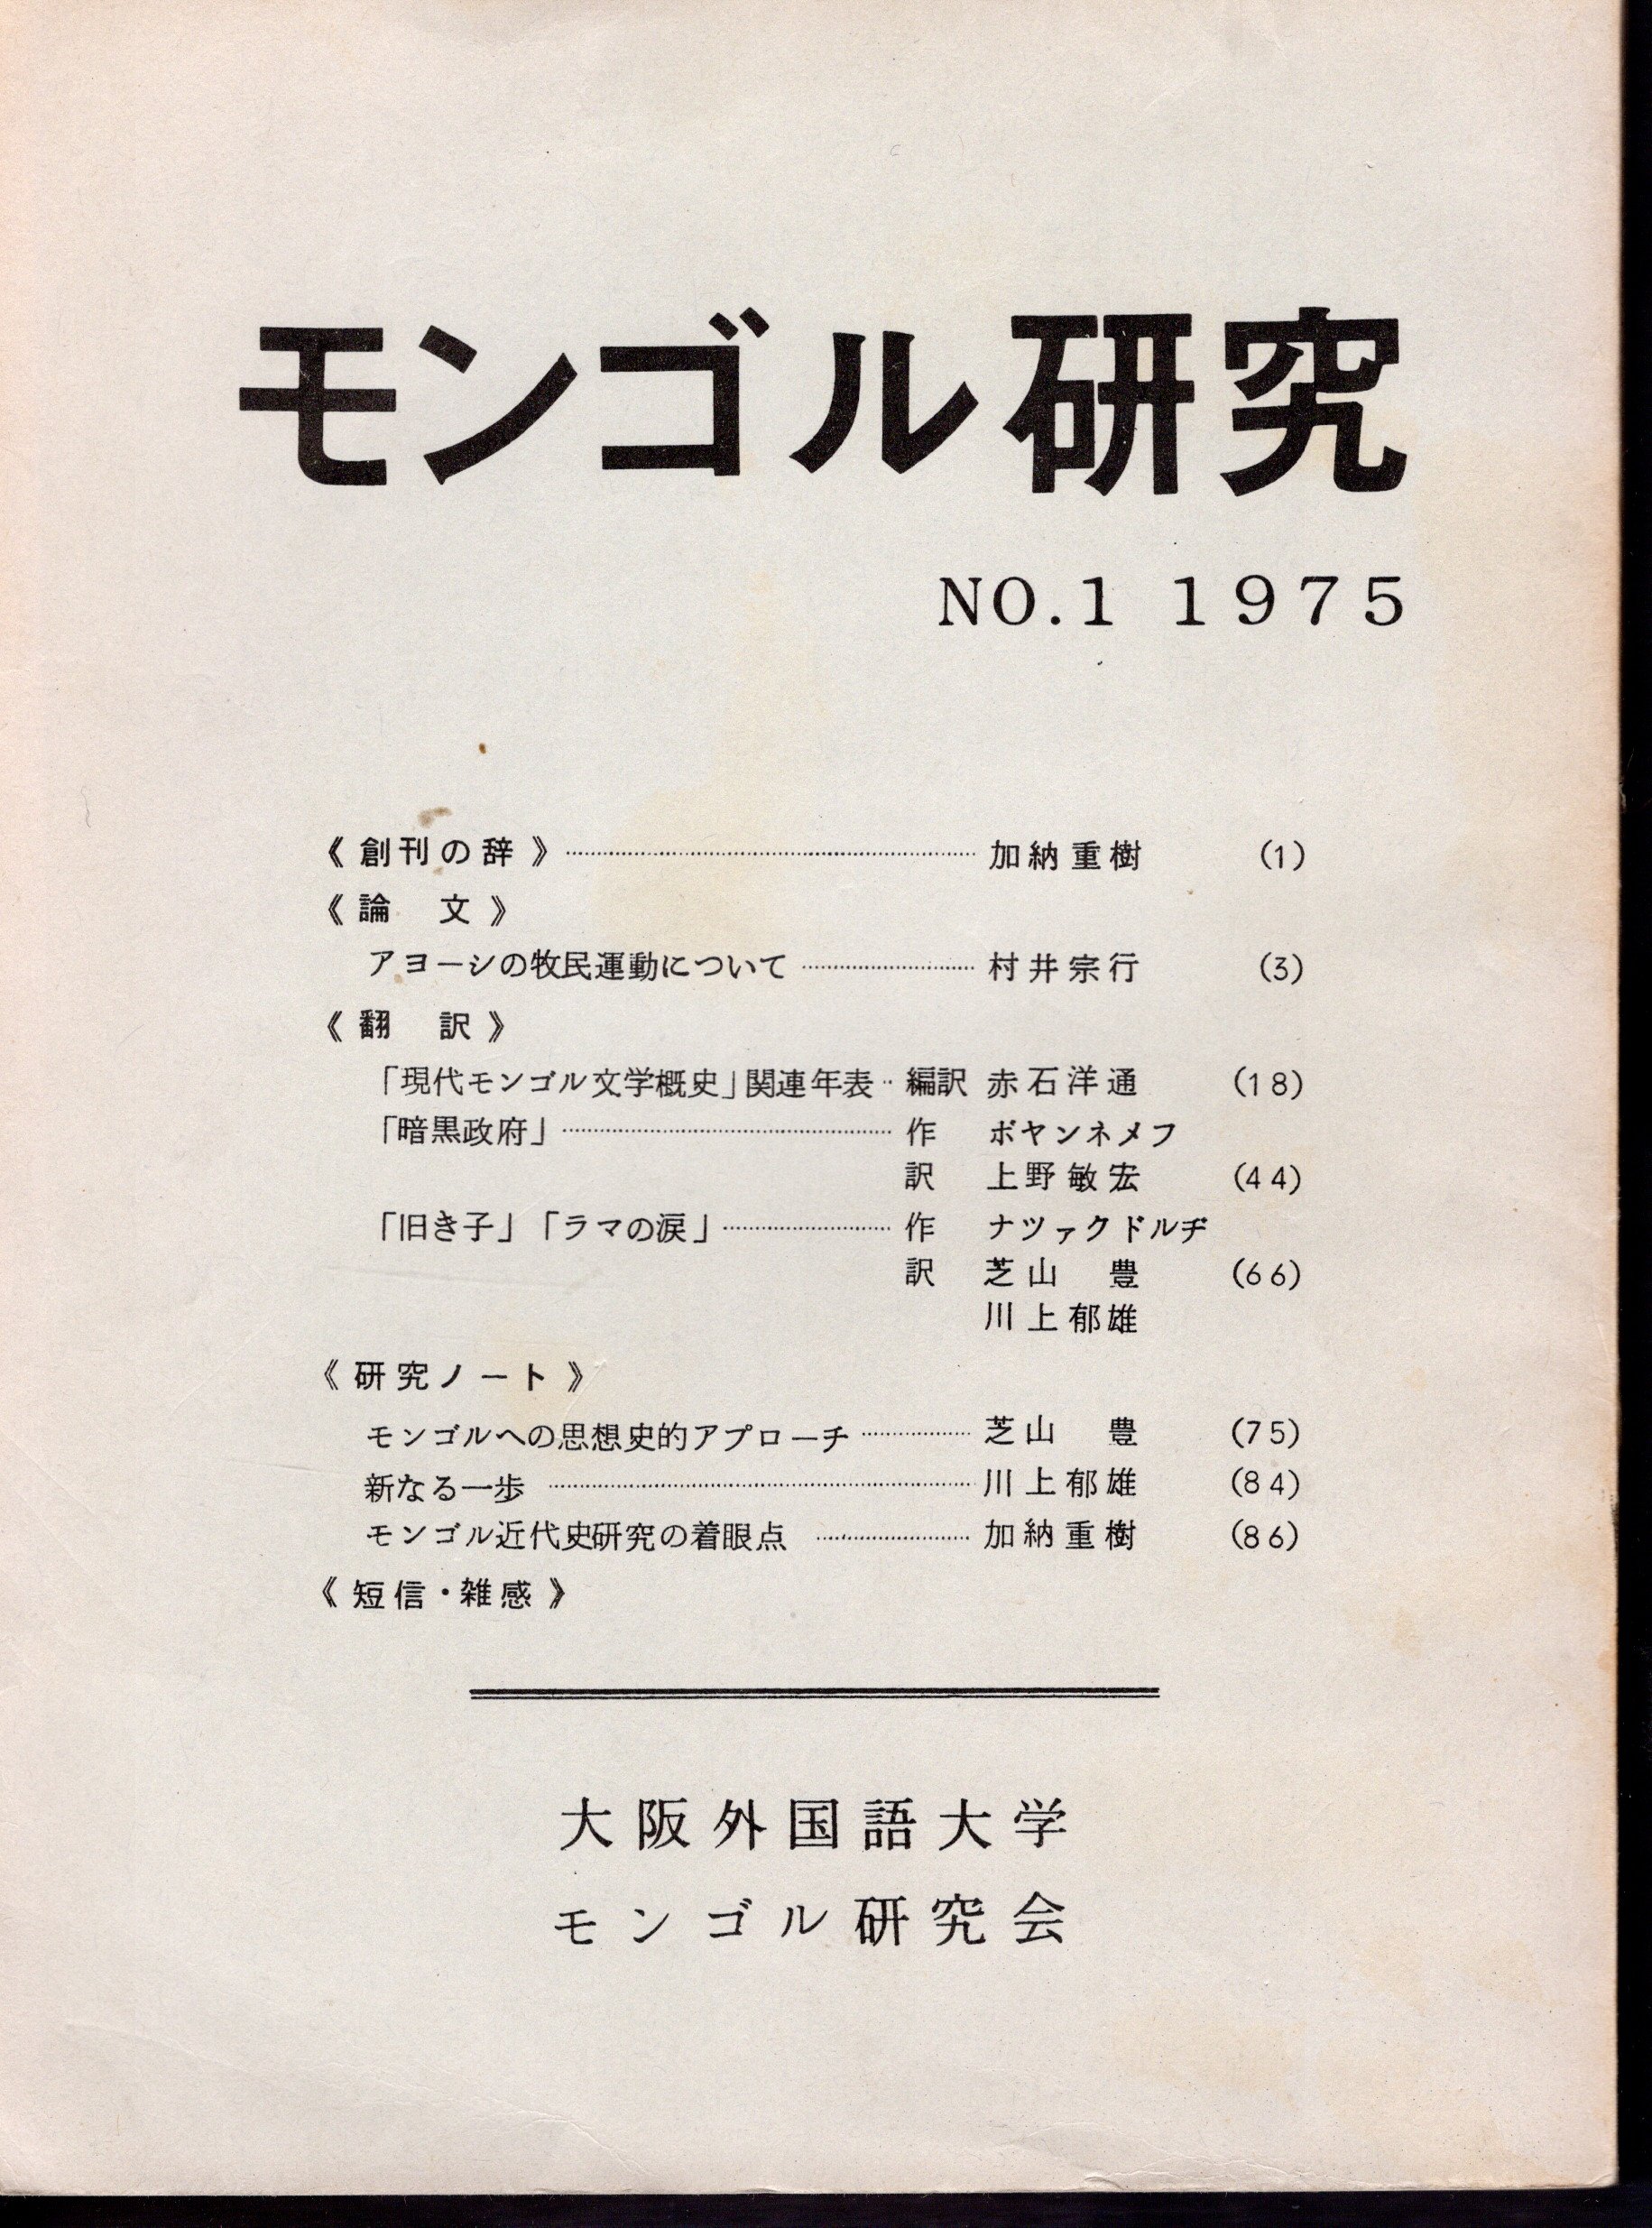 モンゴル研究
NO.1 1975
《創刊の辞》 加納重樹 (1)
《論 文》
アヨーシの牧民運動について 村井宗行 (3)
《翻 訳》
「現代モンゴル文学概史」関連年表 編訳 赤石洋通 (18)
「暗黒政府」 作 ボヤンネメフ
訳 上野敏宏 (44)
「旧き子」「ラマの涙」 作 ナツァクドルヂ
訳 芝山 豊 (66)
川上郁雄
《研究ノート》
モンゴルへの思想史的アプローチ 芝山 豊 (75)
新なる一歩 川上郁雄 (84)
モンゴル近代史研究の着眼点 加納重樹 (86)
《短信・雑感》
大阪外国語大学
モンゴル研究会